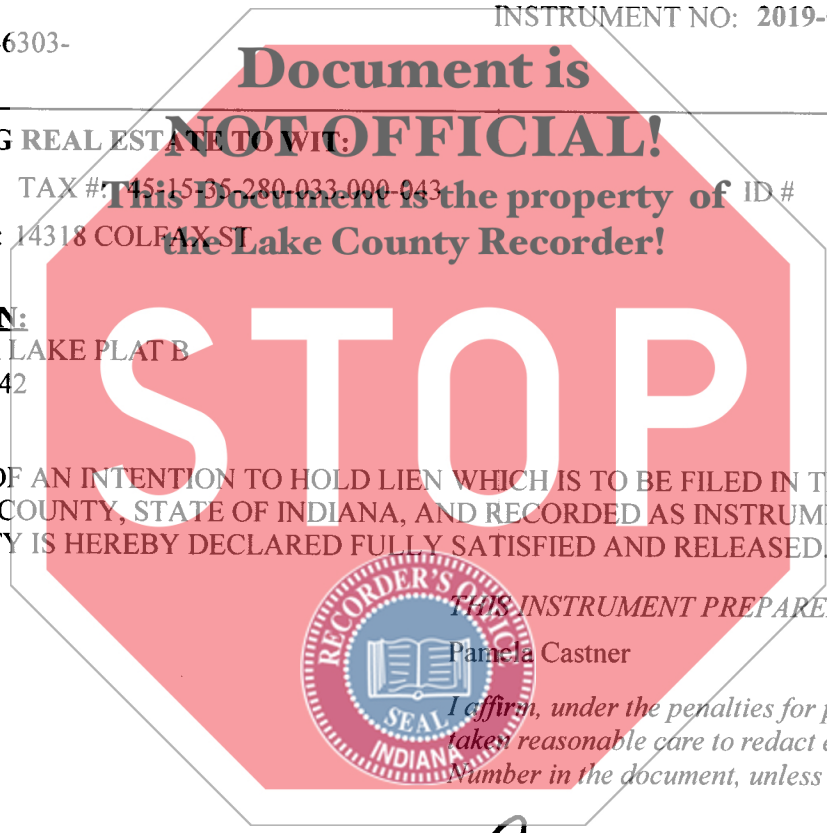 INSTRUMENT NO: 2019-
6303-
Document is
NOT OFFICIAL!
G REAL ESTATE TO WIT:
TAX #: 45-15-35-280-033.000-043
ID #
This Document is the property of
: 14318 COLFAX ST
the Lake County Recorder!
N:
LAKE PLAT B
42
STOP
OF AN INTENTION TO HOLD LIEN WHICH IS TO BE FILED IN T
COUNTY, STATE OF INDIANA, AND RECORDED AS INSTRUM
TY IS HEREBY DECLARED FULLY SATISFIED AND RELEASED.
THIS INSTRUMENT PREPARE
Pamela Castner
RECORDER'S OFFICE
SEAL
INDIANA
I affirm, under the penalties for p
taken reasonable care to redact e
Number in the document, unless